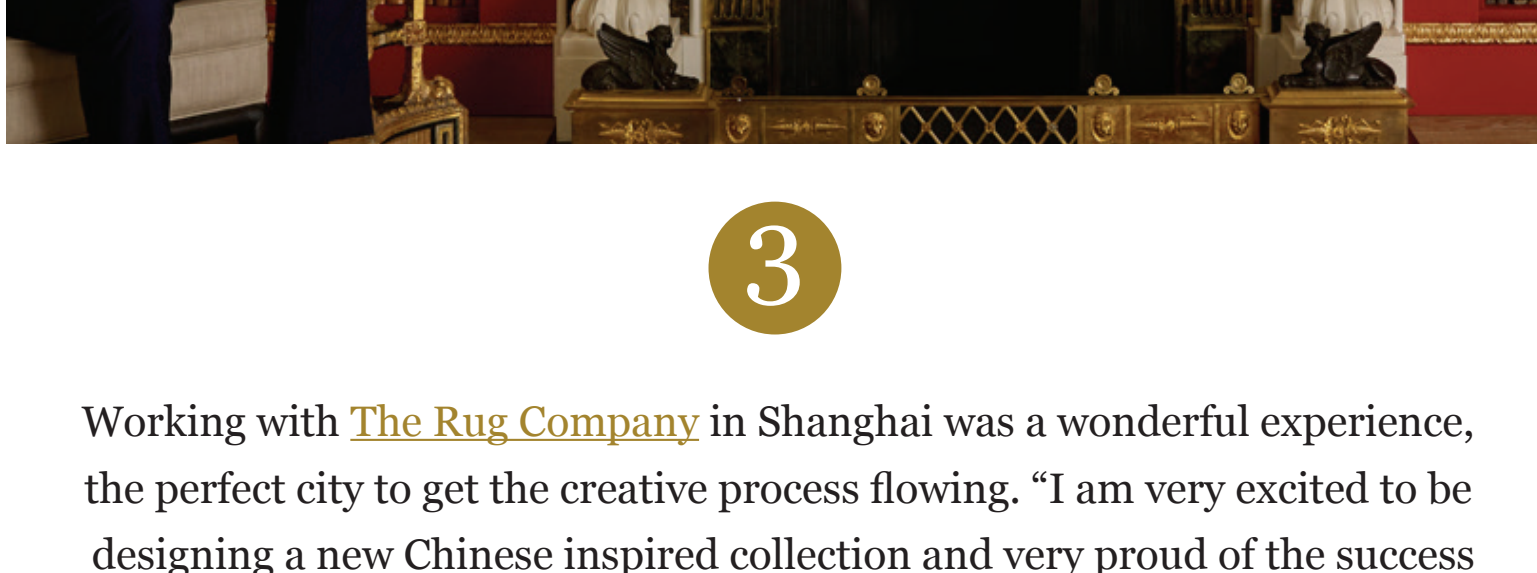 3
Working with The Rug Company in Shanghai was a wonderful experience,
the perfect city to get the creative process flowing. “I am very excited to be
designing a new Chinese inspired collection and very proud of the success